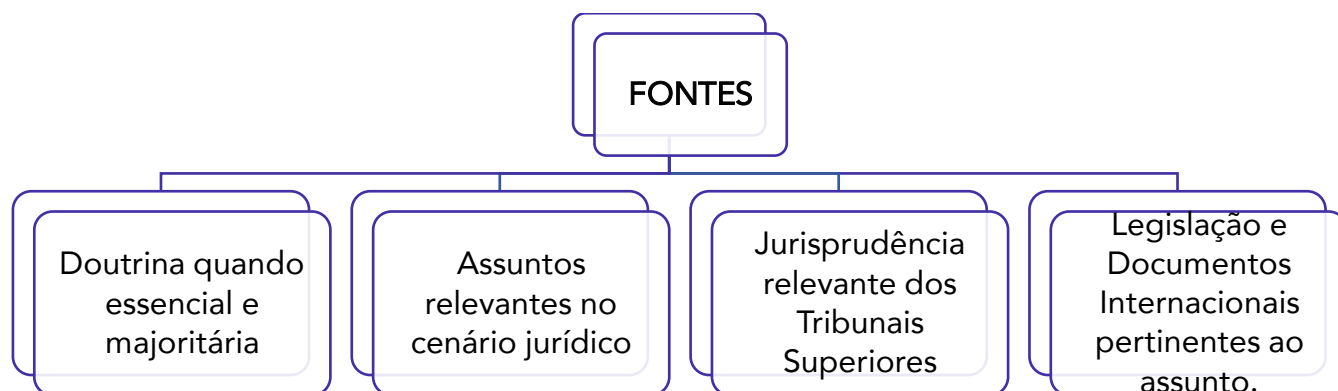 FONTES
Doutrina quando
essencial e
majoritária
Assuntos
relevantes no
cenário jurídico
Jurisprudência
relevante dos
Tribunais
Superiores
Legislação e
Documentos
Internacionais
pertinentes ao
assunto.